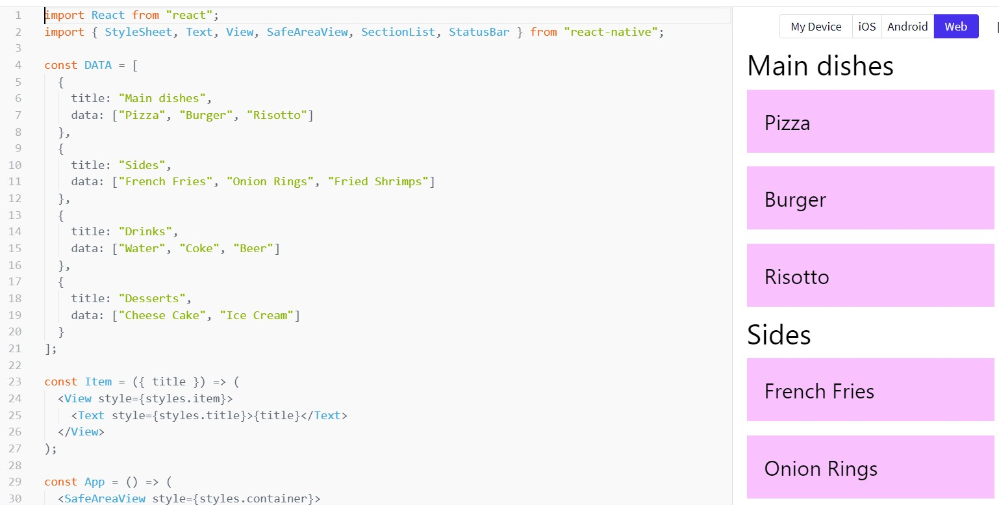 1 import React from "react";
2 import { StyleSheet, Text, View, SafeAreaView, SectionList, StatusBar } from "react-native";
3
4 const DATA = [
5   {
6     title: "Main dishes",
7     data: ["Pizza", "Burger", "Risotto"]
8   },
9   {
10     title: "Sides",
11     data: ["French Fries", "Onion Rings", "Fried Shrimps"]
12   },
13   {
14     title: "Drinks",
15     data: ["Water", "Coke", "Beer"]
16   },
17   {
18     title: "Desserts",
19     data: ["Cheese Cake", "Ice Cream"]
20   }
21 ];
22
23 const Item = ({ title }) => (
24   <View style={styles.item}>
25     <Text style={styles.title}>{title}</Text>
26   </View>
27 );
28
29 const App = () => (
30   <SafeAreaView style={styles.container}>
My Device iOS Android Web
Main dishes
Pizza
Burger
Risotto
Sides
French Fries
Onion Rings